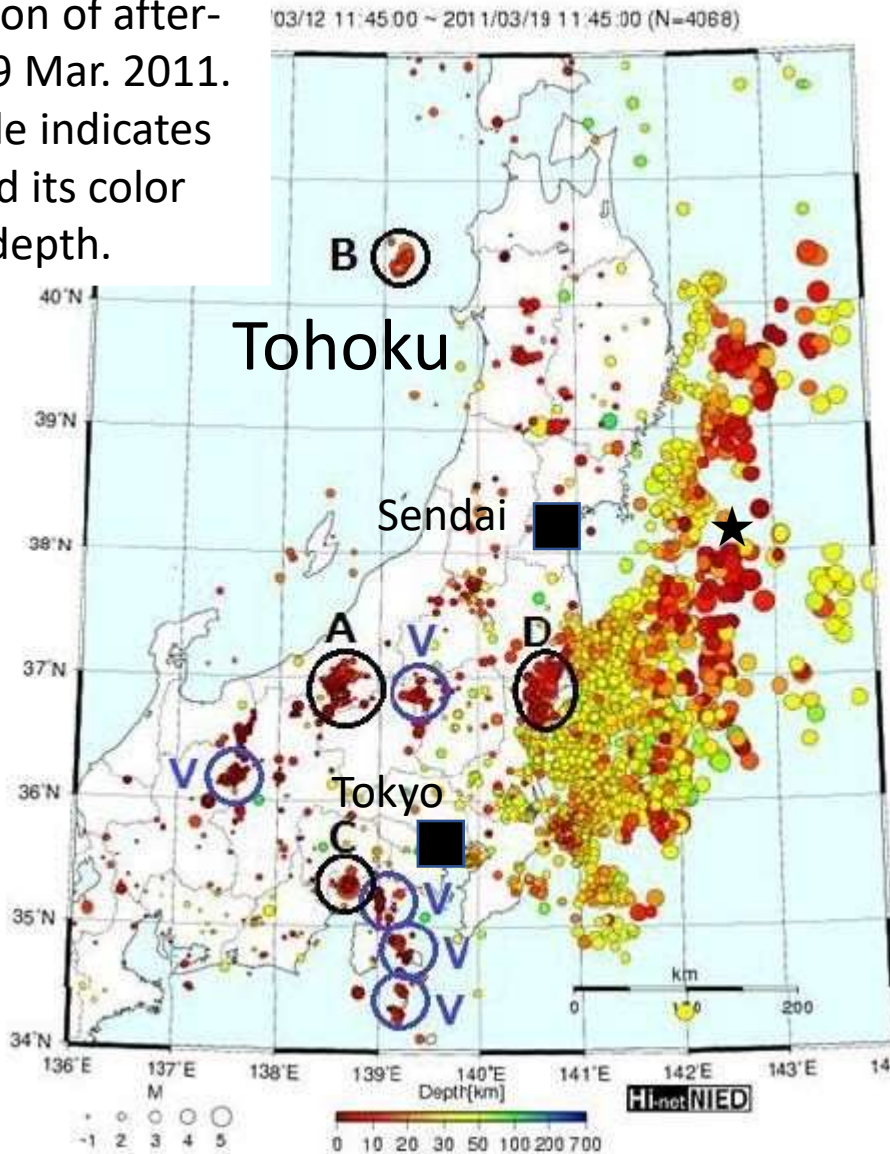 on of after-
9 Mar. 2011.
le indicates
d its color
depth.
/03/12 11:45:00 ~ 2011/03/19 11:45:00 (N=4068)
B
40°N
Tohoku
39°N
Sendai
38°N
A
V
D
37°N
V
36°N
Tokyo
C
V
35°N
V
km
V
0
200
34°N
136°E 137°E 138°E 139°E 140°E 141°E 142°E 143°E 14
M
-1 2 3 4 5
Depth[km]
0 10 20 30 50 100 200 700
Hi-net NIED